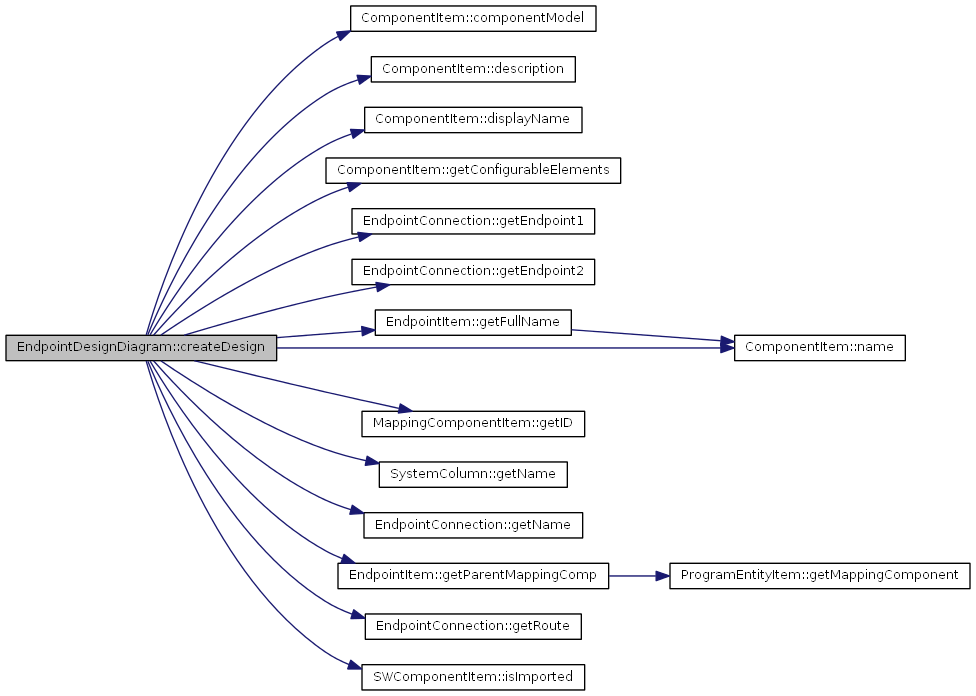 ComponentItem::componentModel
ComponentItem::description
ComponentItem::displayName
ComponentItem::getConfigurableElements
EndpointConnection::getEndpoint1
EndpointConnection::getEndpoint2
EndpointItem::getFullName
EndpointDesignDiagram::createDesign
ComponentItem::name
MappingComponentItem::getID
SystemColumn::getName
EndpointConnection::getName
EndpointItem::getParentMappingComp
ProgramEntityItem::getMappingComponent
EndpointConnection::getRoute
SWComponentItem::isImported